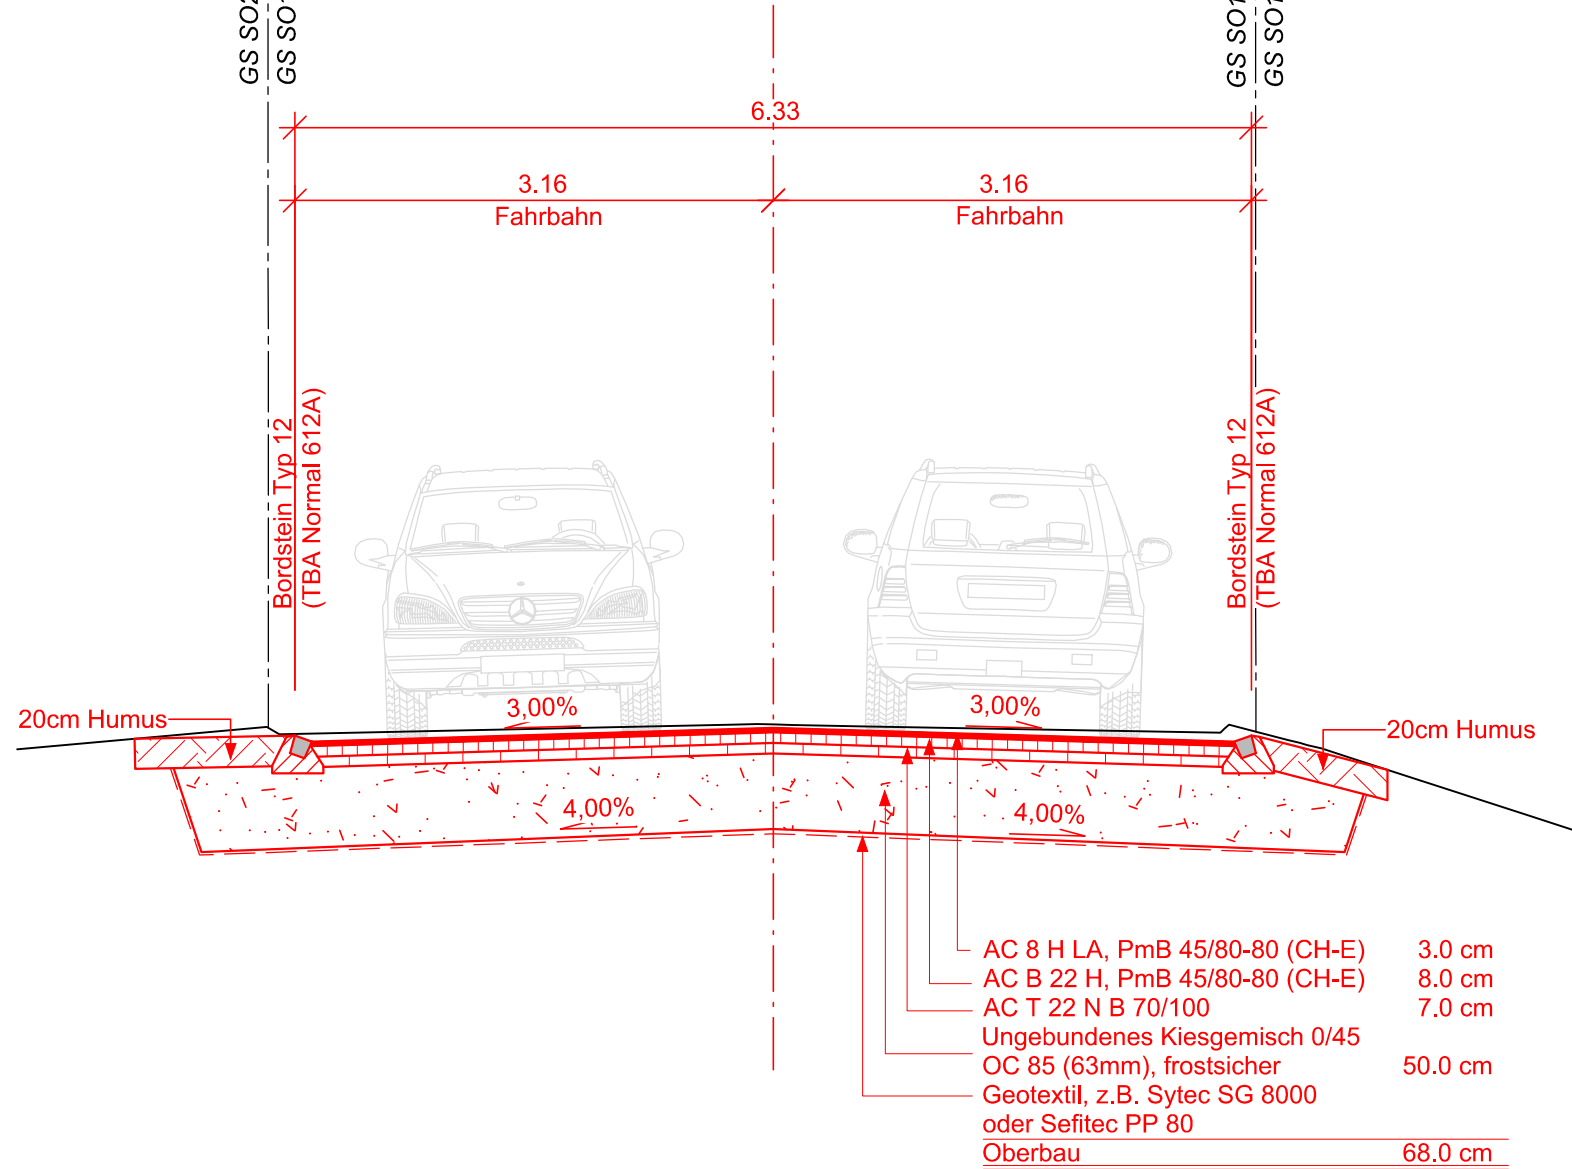 GS SO2
GS SO1
GS SO1
GS SO1
6.33
3.16
Fahrbahn
3.16
Fahrbahn
Bordstein Typ 12
(TBA Normal 612A)
Bordstein Typ 12
(TBA Normal 612A)
20cm Humus
3,00%
3,00%
20cm Humus
4,00%
4,00%
AC 8 H LA, PmB 45/80-80 (CH-E) 3.0 cm
AC B 22 H, PmB 45/80-80 (CH-E) 8.0 cm
AC T 22 N B 70/100 7.0 cm
Ungebundenes Kiesgemisch 0/45
OC 85 (63mm), frostsicher 50.0 cm
Geotextil, z.B. Sytec SG 8000
oder Sefitec PP 80
Oberbau 68.0 cm